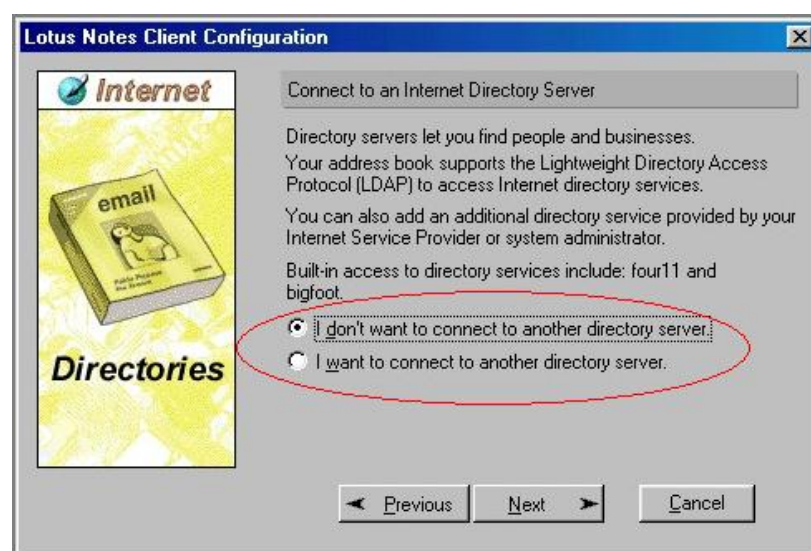 Lotus Notes Client Configuration
Internet
Connect to an Internet Directory Server
Directory servers let you find people and businesses.
Your address book supports the Lightweight Directory Access
Protocol (LDAP) to access Internet directory services.
You can also add an additional directory service provided by your
Internet Service Provider or system administrator.
Built-in access to directory services include: four11 and
bigfoot.
email
I don't want to connect to another directory server.
I want to connect to another directory server.
Directories
Previous
Next
Cancel